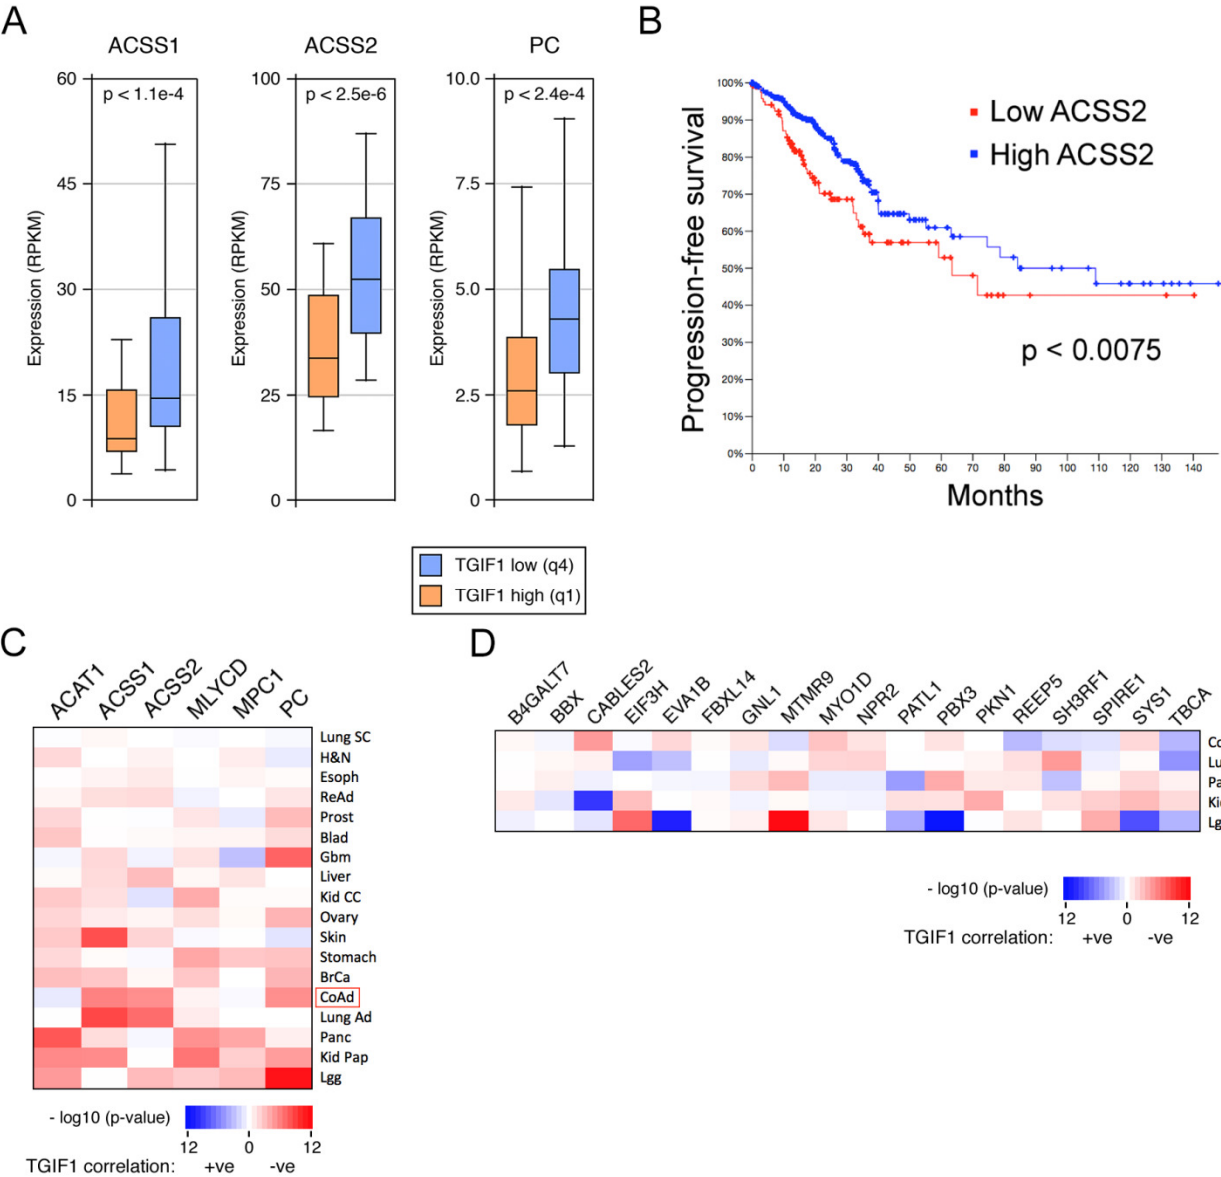 A
ACSS1
ACSS2
PC
60
45
30
15
0
Expression (RPKM)
p < 1.1e-4
100
75
50
25
0
Expression (RPKM)
p < 2.5e-6
10.0
7.5
5.0
2.5
0
Expression (RPKM)
p < 2.4e-4
TGIF1 low (q4)
TGIF1 high (q1)
B
Progression-free survival
100%
90%
80%
70%
60%
50%
40%
30%
20%
10%
0%
Low ACSS2
High ACSS2
p < 0.0075
0 10 20 30 40 50 60 70 80 90 100 110 120 130 140
Months
C
ACAT1 ACSS1 ACSS2 MLYCD MPC1 PC
Lung SC
H&N
Esoph
ReAd
Prost
Blad
Gbm
Liver
Kid CC
Ovary
Skin
Stomach
BrCa
CoAd
Lung Ad
Panc
Kid Pap
Lgg
- log10 (p-value)
12 0 12
TGIF1 correlation: +ve -ve
D
B4GALT7 BBX CABLES2 EIF3H EVA1B FBXL14 GNL1 MTMR9 MYO1D NPR2 PATL1 PBX3 PKN1 REEP5 SH3RF1 SPIRE1 SYS1 TBCA
Co
Lu
Pa
Ki
Lg
- log10 (p-value)
12 0 12
TGIF1 correlation: +ve -ve